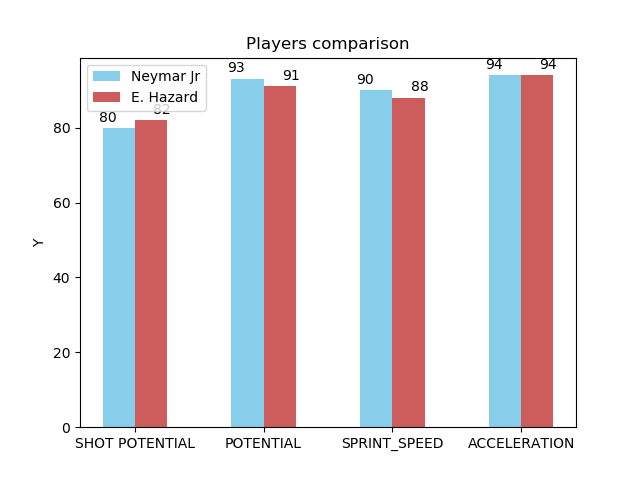 Players comparison
Neymar Jr
E. Hazard
80
82
93
91
90
88
94
94
Y
80
60
40
20
0
SHOT POTENTIAL
POTENTIAL
SPRINT_SPEED
ACCELERATION